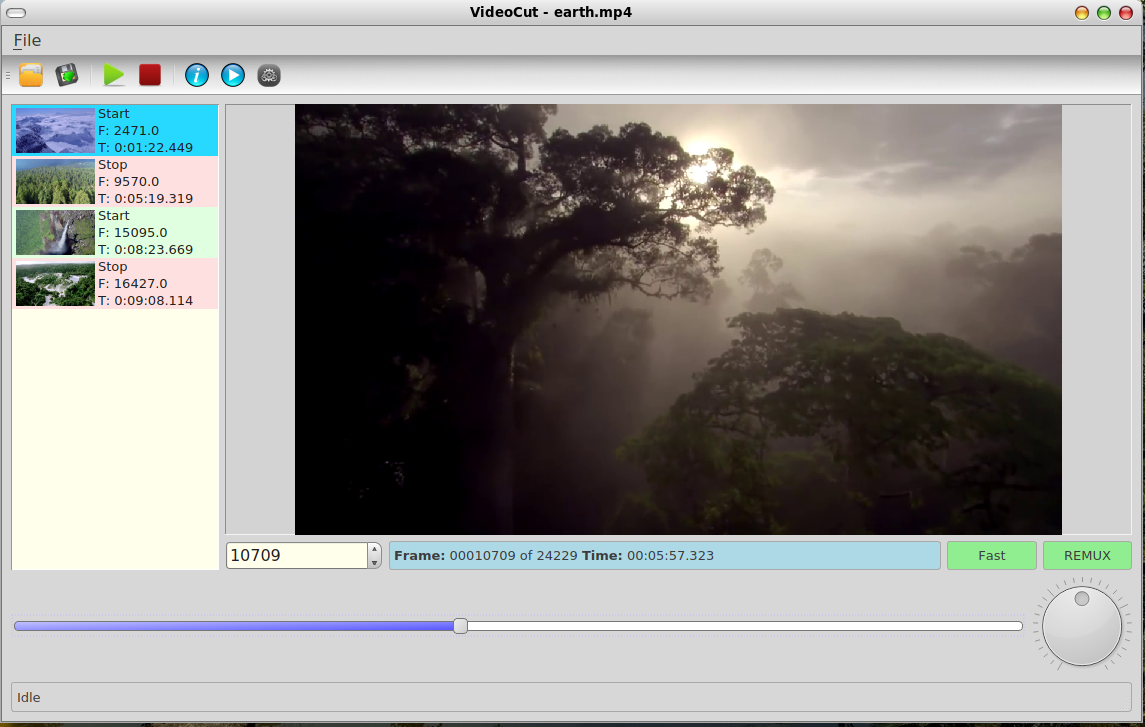 VideoCut - earth.mp4
File
Start
F: 2471.0
T: 0:01:22.449
Stop
F: 9570.0
T: 0:05:19.319
Start
F: 15095.0
T: 0:08:23.669
Stop
F: 16427.0
T: 0:09:08.114
10709
Frame: 00010709 of 24229 Time: 00:05:57.323
Fast
REMUX
Idle